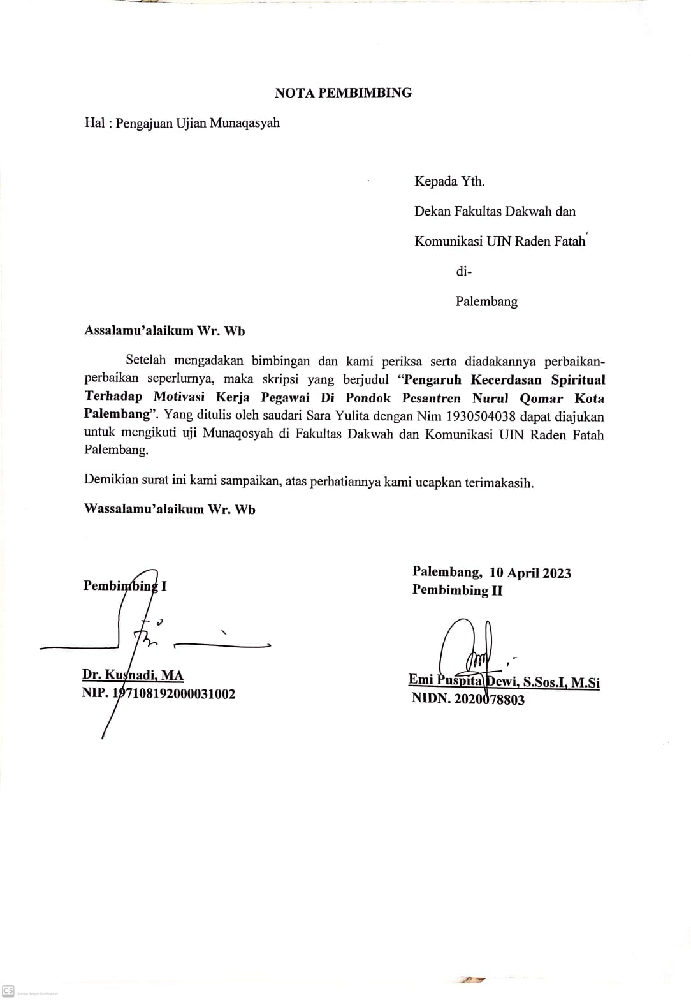 NOTA PEMBIMBING
Hal : Pengajuan Ujian Munaqasyah
Kepada Yth.
Dekan Fakultas Dakwah dan
Komunikasi UIN Raden Fatah
di-
Palembang
Assalamu’alaikum Wr. Wb
Setelah mengadakan bimbingan dan kami periksa serta diadakannya perbaikan-
perbaikan seperlurnya, maka skripsi yang berjudul “Pengaruh Kecerdasan Spiritual
Terhadap Motivasi Kerja Pegawai Di Pondok Pesantren Nurul Qomar Kota
Palembang”. Yang ditulis oleh saudari Sara Yulita dengan Nim 1930504038 dapat diajukan
untuk mengikuti uji Munaqosyah di Fakultas Dakwah dan Komunikasi UIN Raden Fatah
Palembang.
Demikian surat ini kami sampaikan, atas perhatiannya kami ucapkan terimakasih.
Wassalamu’alaikum Wr. Wb
Palembang, 10 April 2023
Pembimbing I
Pembimbing II
Dr. Kusnadi, MA
NIP. 197108192000031002
Emi Puspita Dewi, S.Sos.I, M.Si
NIDN. 2020078803
CS